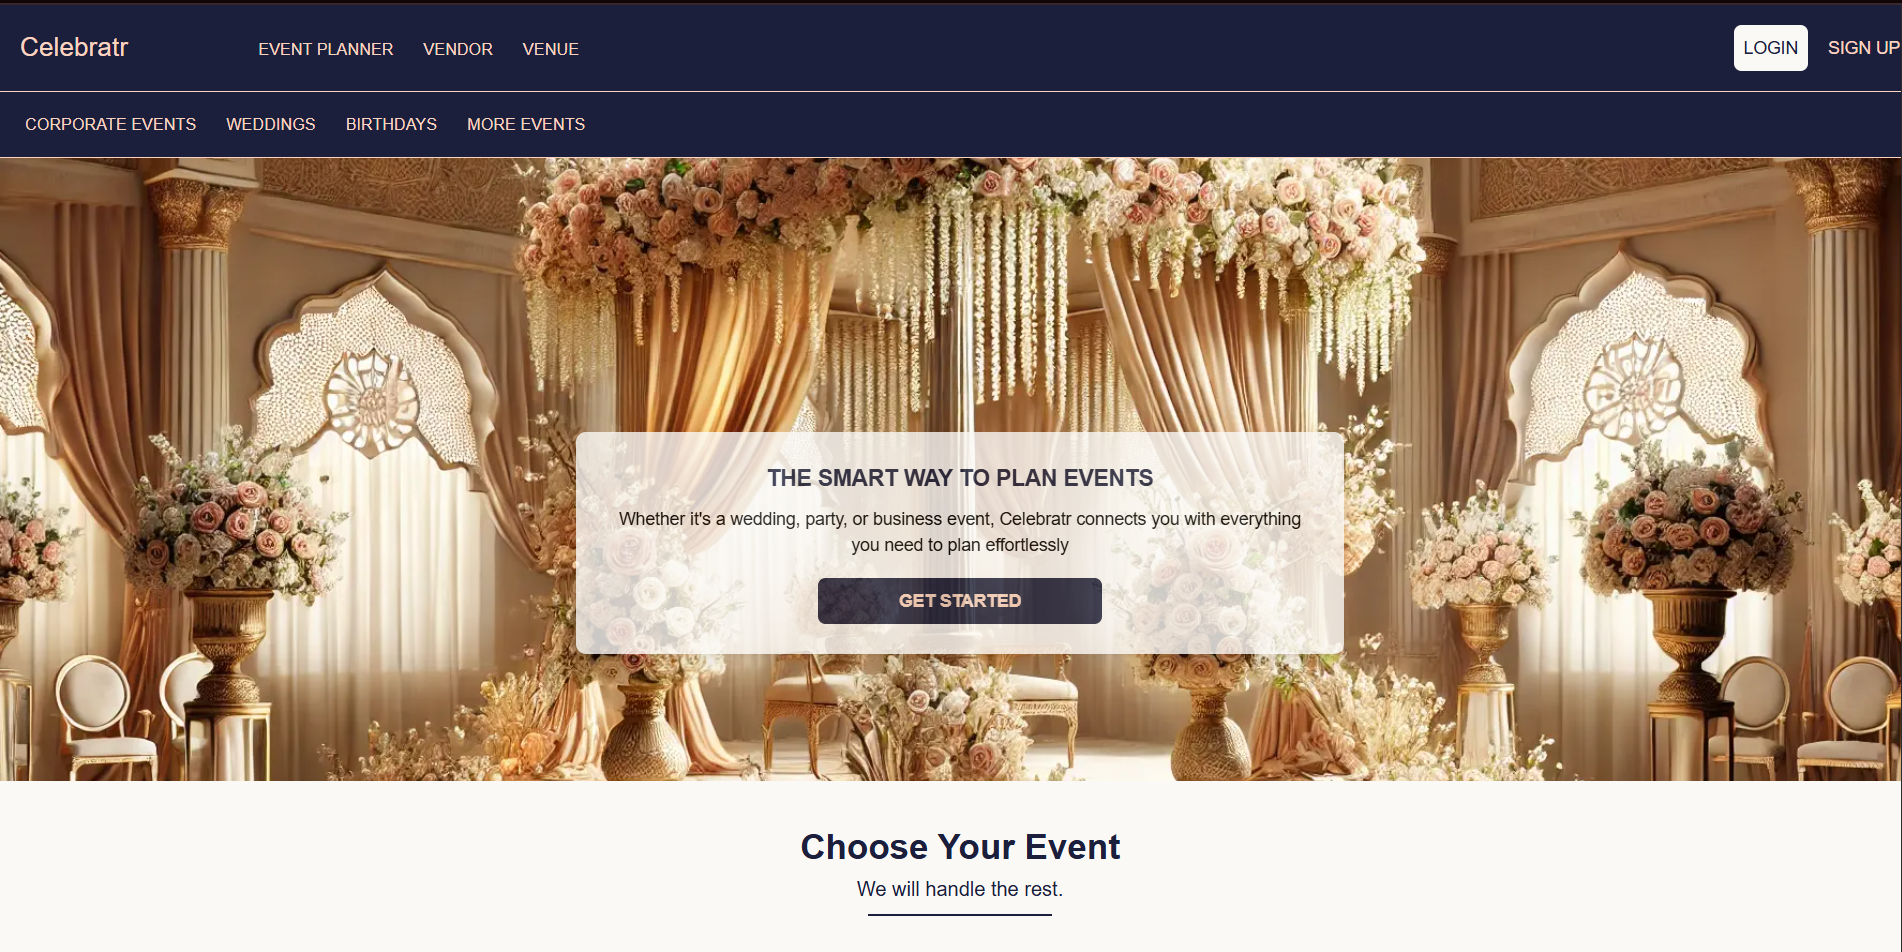 Celebratr
EVENT PLANNER VENDOR VENUE
LOGIN SIGN UP
CORPORATE EVENTS WEDDINGS BIRTHDAYS MORE EVENTS
THE SMART WAY TO PLAN EVENTS
Whether it's a wedding, party, or business event, Celebratr connects you with everything
you need to plan effortlessly
GET STARTED
Choose Your Event
We will handle the rest.